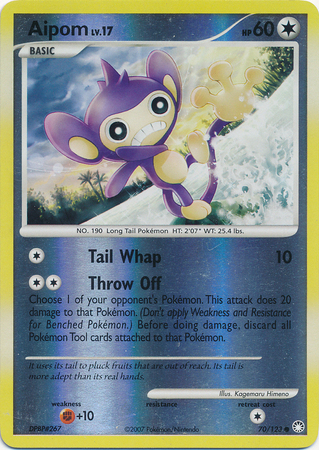 Aipom LV.17 HP 60
BASIC
NO. 190 Long Tail Pokémon HT: 2'07" WT: 25.4 lbs.
Tail Whap 10
Throw Off
Choose 1 of your opponent's Pokémon. This attack does 20
damage to that Pokémon. (Don't apply Weakness and Resistance
for Benched Pokémon.) Before doing damage, discard all
Pokémon Tool cards attached to that Pokémon.
It uses its tail to pluck fruits that are out of reach. Its tail is
more adept than its real hands.
Illus. Kagemaru Himeno
weakness resistance retreat cost
+10
DPBP#267 ©2007 Pokémon/Nintendo 70/123